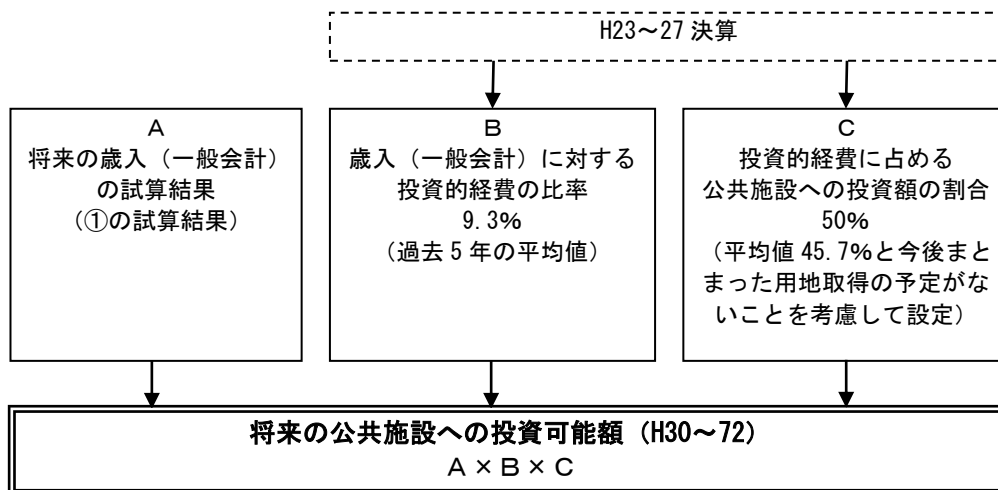 H23～27 決算
A
将来の歳入（一般会計）
の試算結果
（①の試算結果）
B
歳入（一般会計）に対する
投資的経費の比率
9.3%
（過去 5 年の平均値）
C
投資的経費に占める
公共施設への投資額の割合
50%
（平均値 45.7%と今後まと
まった用地取得の予定がな
いことを考慮して設定）
将来の公共施設への投資可能額（H30～72）
A × B × C